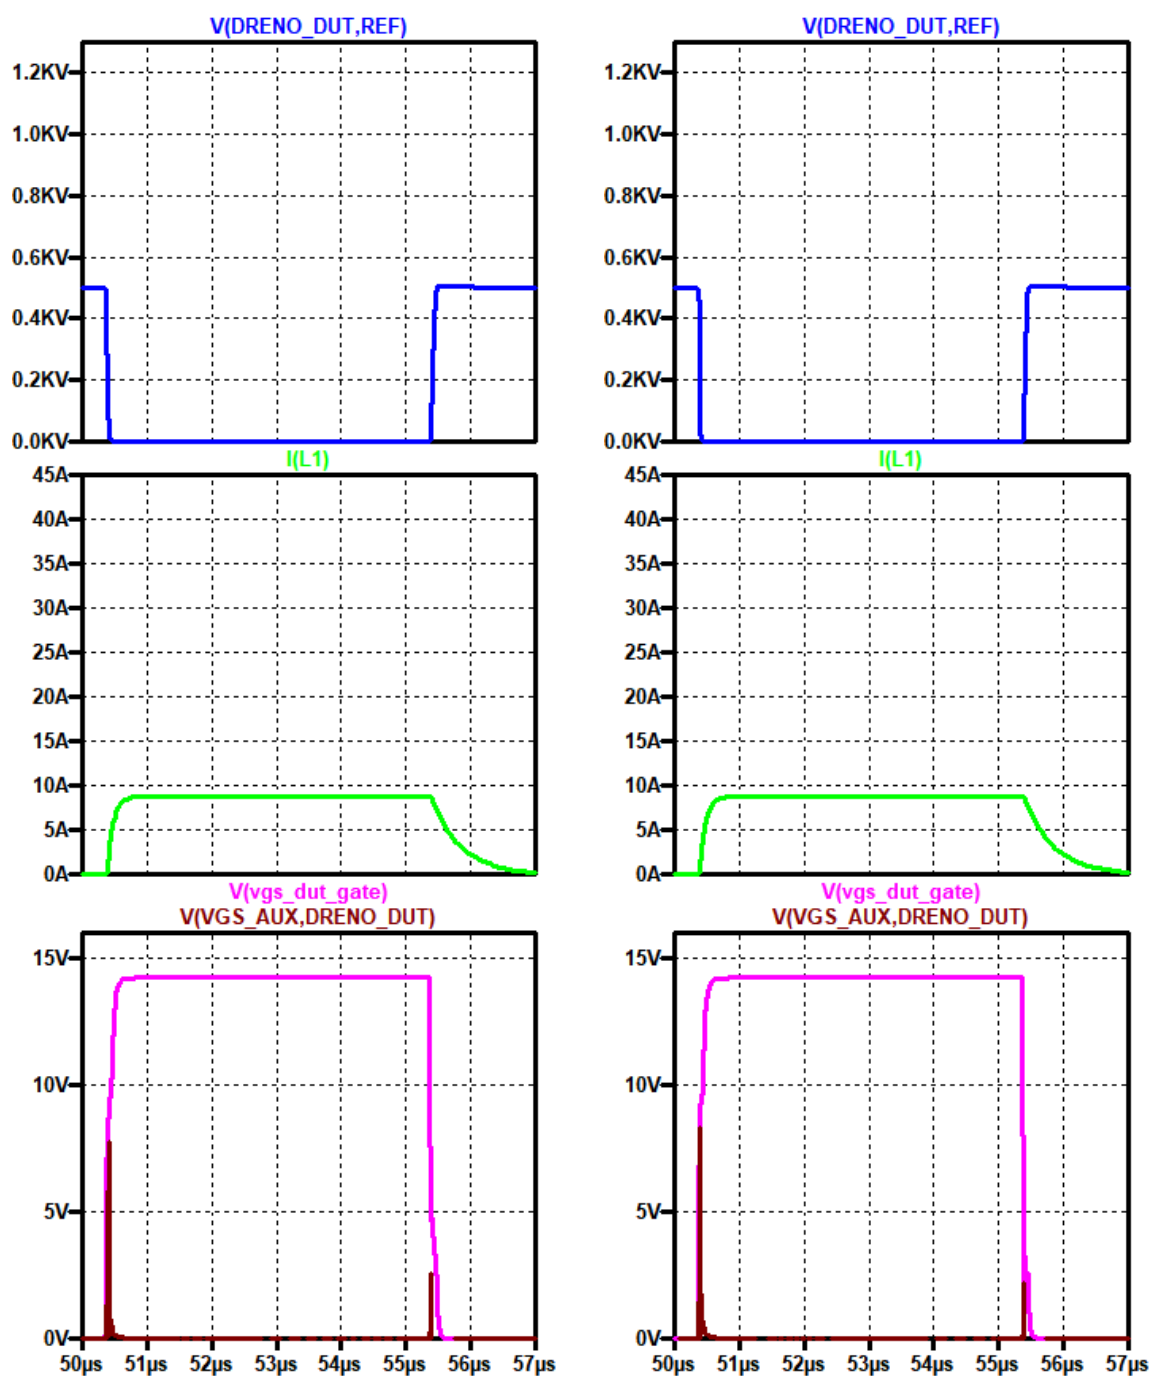 V(DRENO_DUT,REF)
1.2KV
1.0KV
0.8KV
0.6KV
0.4KV
0.2KV
0.0KV
I(L1)
45A
40A
35A
30A
25A
20A
15A
10A
5A
0A
V(vgs_dut_gate)
V(VGS_AUX,DRENO_DUT)
15V
10V
5V
0V
50µs 51µs 52µs 53µs 54µs 55µs 56µs 57µs
V(DRENO_DUT,REF)
1.2KV
1.0KV
0.8KV
0.6KV
0.4KV
0.2KV
0.0KV
I(L1)
45A
40A
35A
30A
25A
20A
15A
10A
5A
0A
V(vgs_dut_gate)
V(VGS_AUX,DRENO_DUT)
15V
10V
5V
0V
50µs 51µs 52µs 53µs 54µs 55µs 56µs 57µs